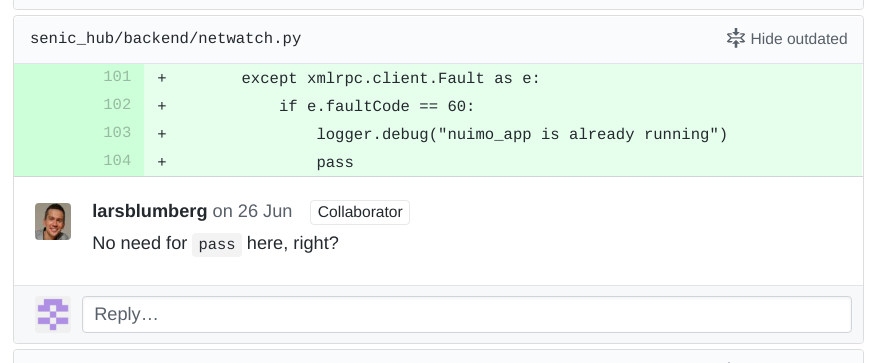 senic_hub/backend/netwatch.py Hide outdated
101 + except xmlrpc.client.Fault as e:
102 + if e.faultCode == 60:
103 + logger.debug("nuimo_app is already running")
104 + pass
larsblumberg on 26 Jun Collaborator
No need for pass here, right?
Reply…